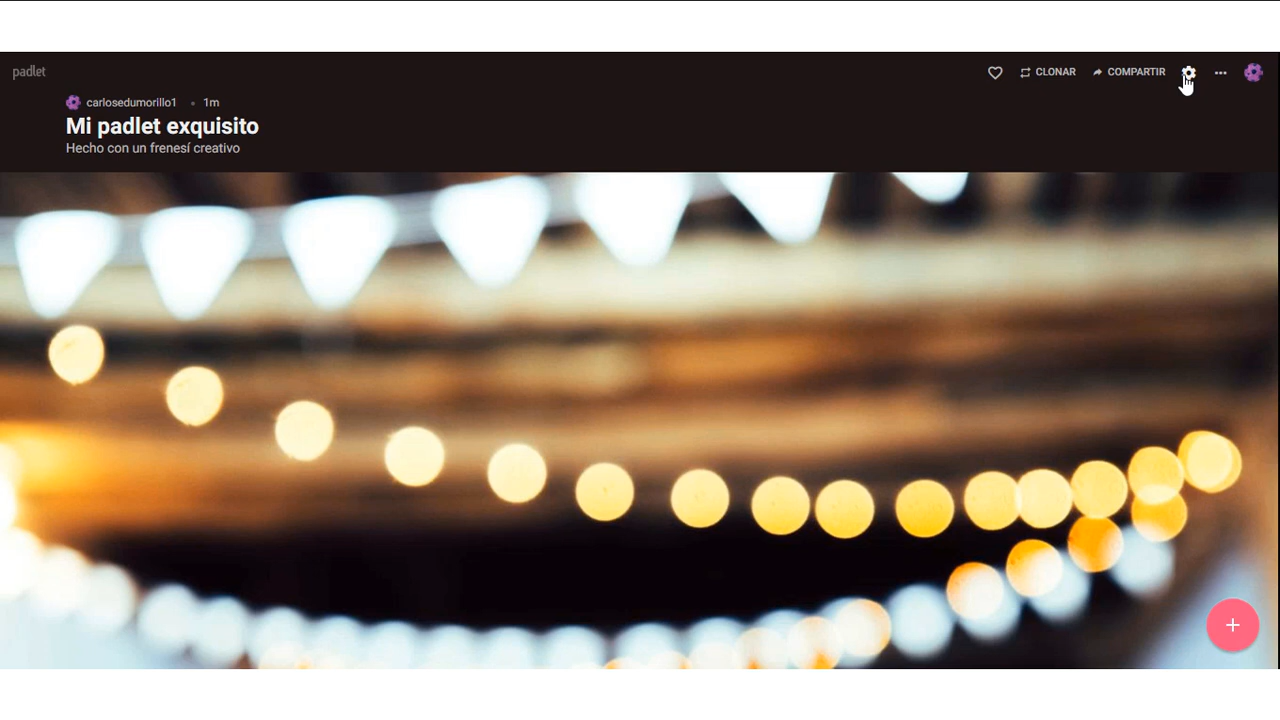 padlet
CLONAR COMPARTIR
carlosedumorillo1 • 1m
Mi padlet exquisito
Hecho con un frenesí creativo